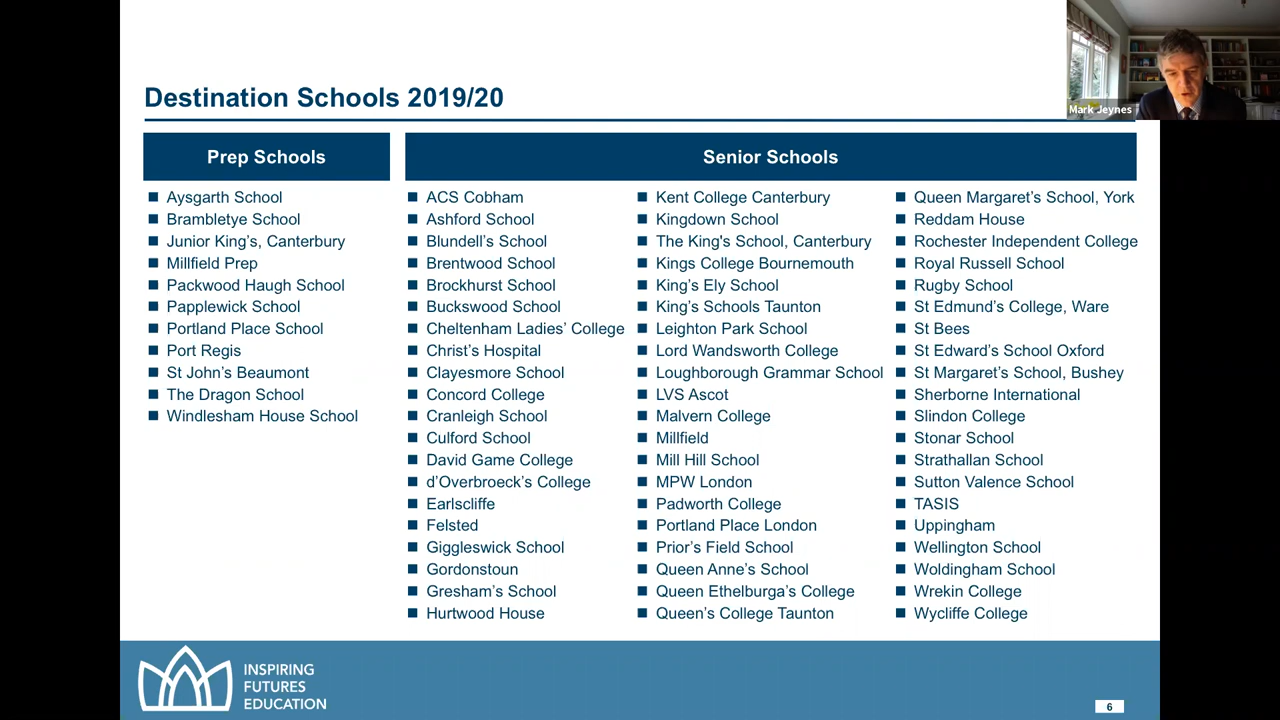 Mark Jeynes
Destination Schools 2019/20
Prep Schools
Aysgarth School
Brambletye School
Junior King's, Canterbury
Millfield Prep
Packwood Haugh School
Papplewick School
Portland Place School
Port Regis
St John's Beaumont
The Dragon School
Windlesham House School
Senior Schools
ACS Cobham
Ashford School
Blundell's School
Brentwood School
Brockhurst School
Buckswood School
Cheltenham Ladies' College
Christ's Hospital
Clayesmore School
Concord College
Cranleigh School
Culford School
David Game College
d'Overbroeck's College
Earlscliffe
Felsted
Giggleswick School
Gordonstoun
Gresham's School
Hurtwood House
Kent College Canterbury
Kingdown School
The King's School, Canterbury
Kings College Bournemouth
King's Ely School
King's Schools Taunton
Leighton Park School
Lord Wandsworth College
Loughborough Grammar School
LVS Ascot
Malvern College
Millfield
Mill Hill School
MPW London
Padworth College
Portland Place London
Prior's Field School
Queen Anne's School
Queen Ethelburga's College
Queen's College Taunton
Queen Margaret's School, York
Reddam House
Rochester Independent College
Royal Russell School
Rugby School
St Edmund's College, Ware
St Bees
St Edward's School Oxford
St Margaret's School, Bushey
Sherborne International
Slindon College
Stonar School
Strathallan School
Sutton Valence School
TASIS
Uppingham
Wellington School
Woldingham School
Wrekin College
Wycliffe College
INSPIRING
FUTURES
EDUCATION
6